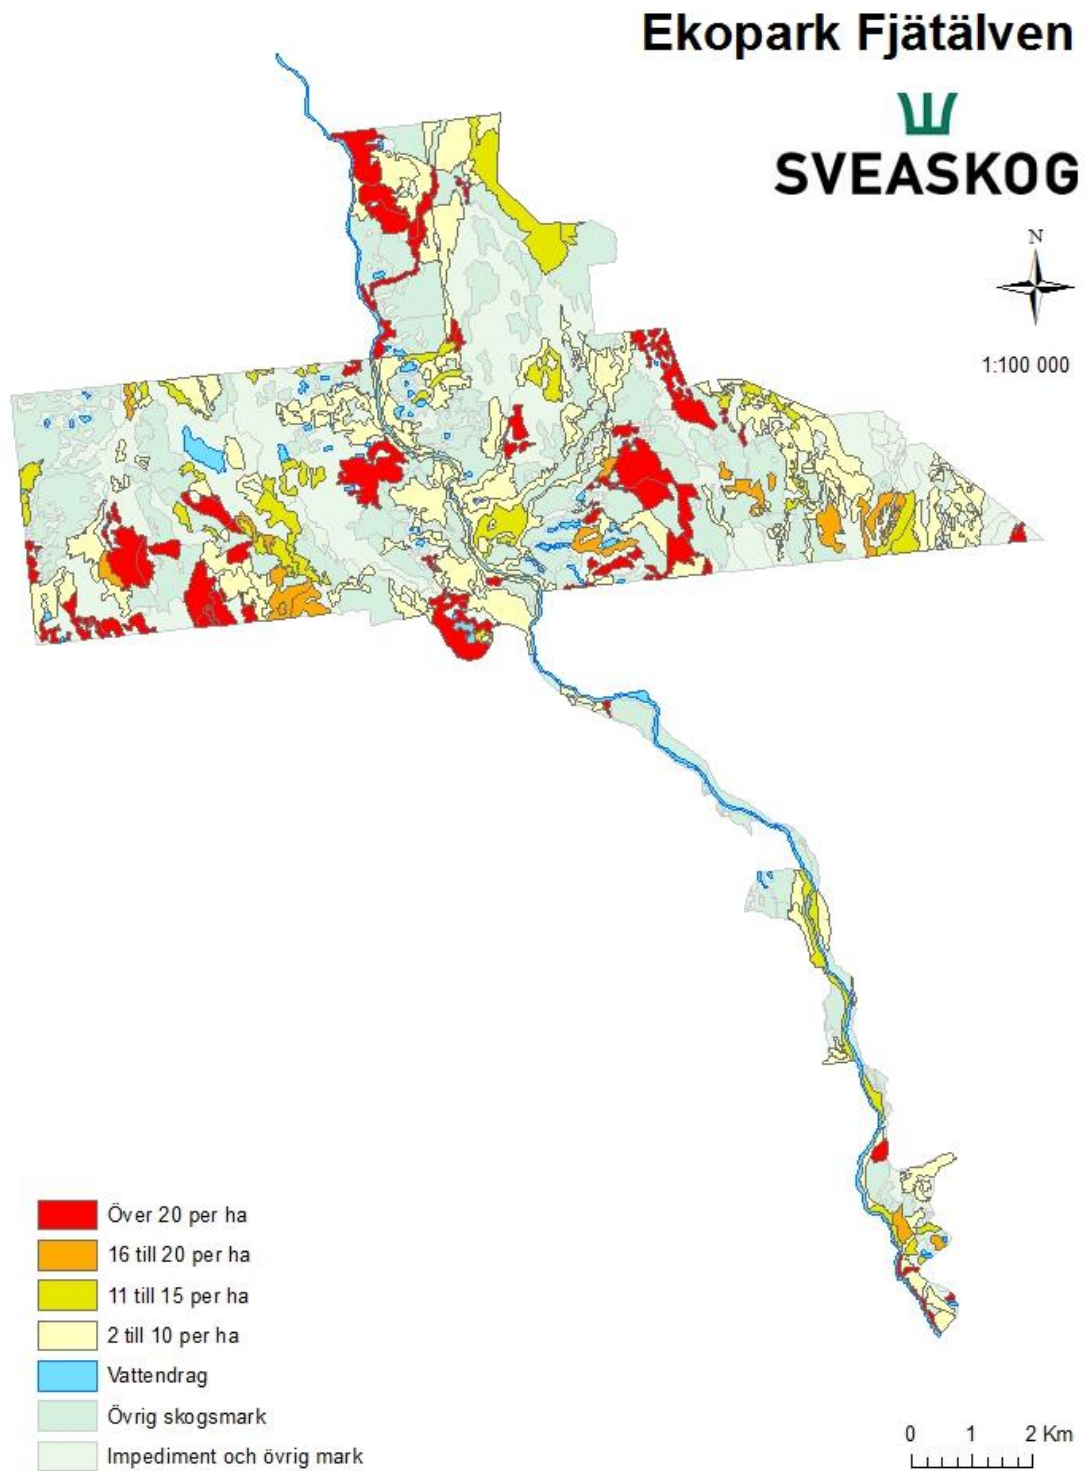 Ekopark Fjätälven
SVEASKOG
N
1:100 000
Över 20 per ha
16 till 20 per ha
11 till 15 per ha
2 till 10 per ha
Vattendrag
Övrig skogsmark
Impediment och övrig mark
0 1 2 Km